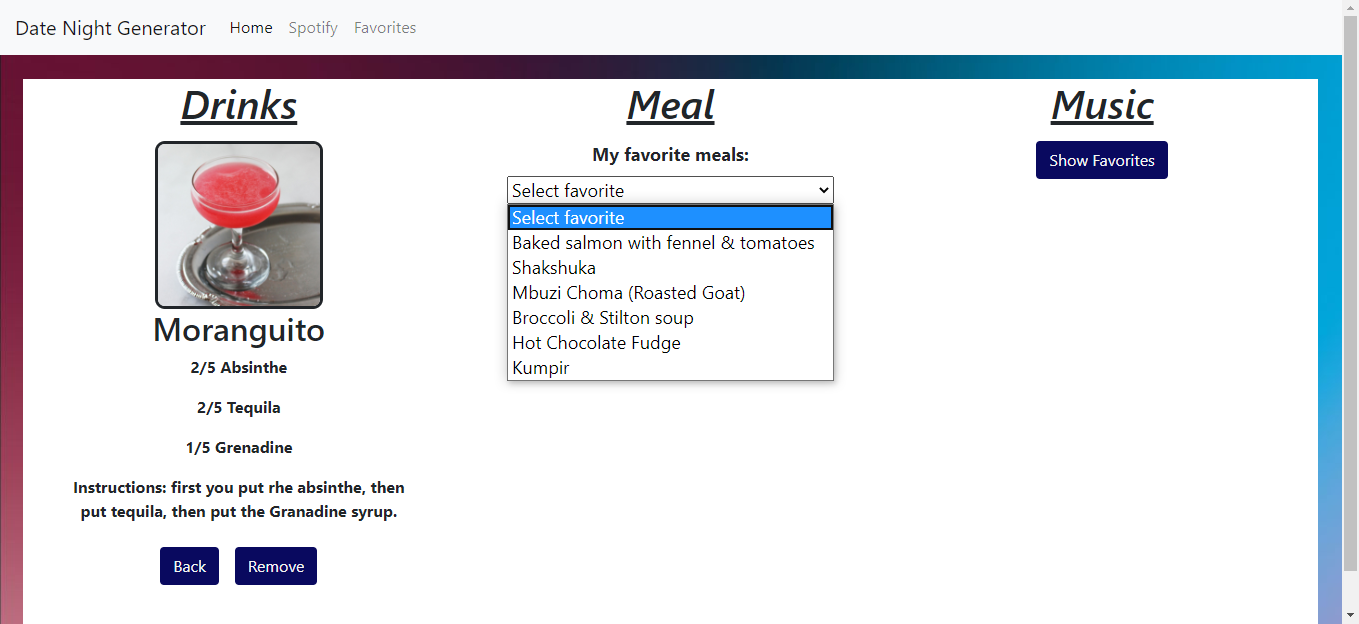 Date Night Generator Home Spotify Favorites
Drinks
Moranguito
2/5 Absinthe
2/5 Tequila
1/5 Grenadine
Instructions: first you put rhe absinthe, then
put tequila, then put the Granadine syrup.
Back Remove
Meal
My favorite meals:
Select favorite
Select favorite
Baked salmon with fennel & tomatoes
Shakshuka
Mbuzi Choma (Roasted Goat)
Broccoli & Stilton soup
Hot Chocolate Fudge
Kumpir
Music
Show Favorites